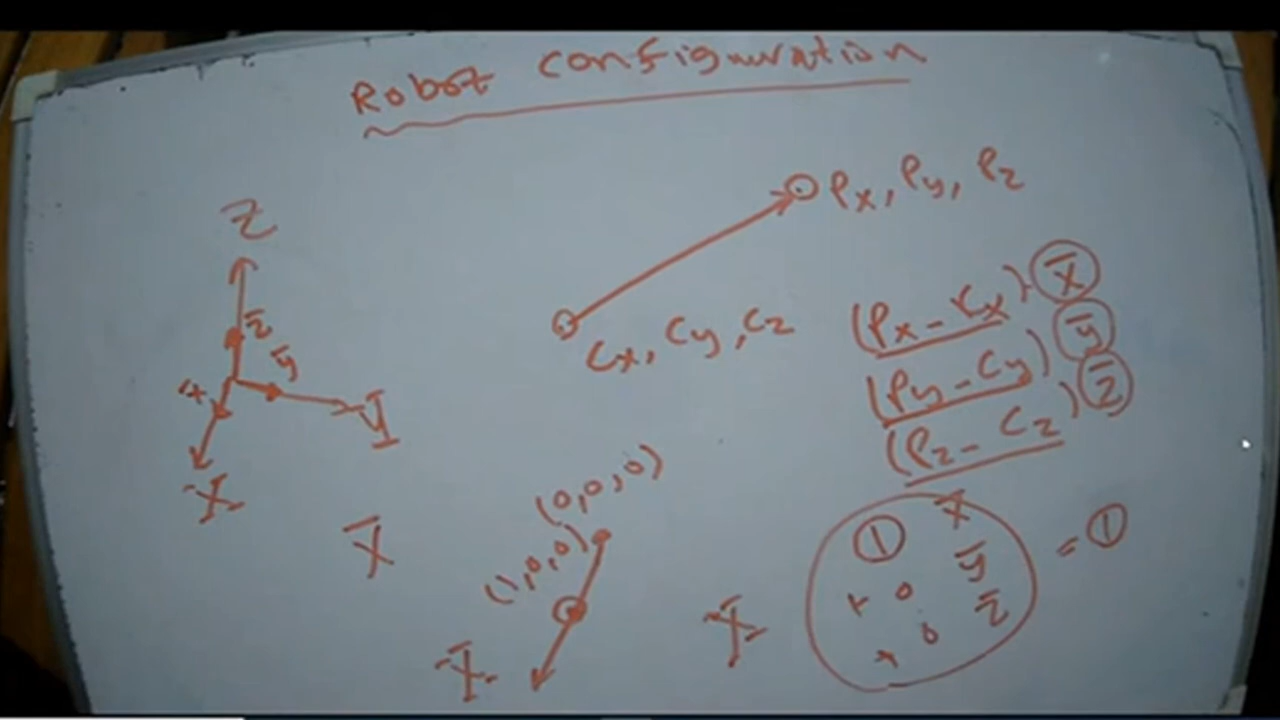 Robot configuration
Z
Px, Py, Pz
z̄
ȳ
x̄
Cx, Cy, Cz
(Px - Cx) x̄
(Py - Cy) ȳ
(Pz - Cz) z̄
Y
X
(0,0,0)
X̄
(1,0,0)
X
X
① x̄
+ 0 ȳ
+ 0 z̄
= ①